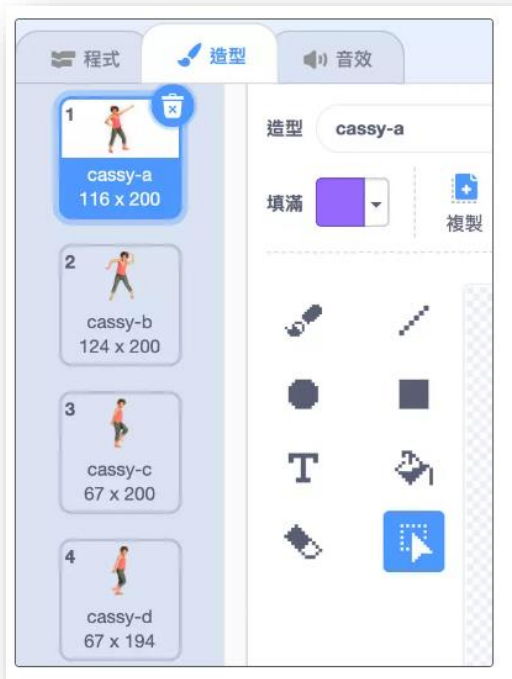 程式
造型
音效
1
cassy-a
116 x 200
2
cassy-b
124 x 200
3
cassy-c
67 x 200
4
cassy-d
67 x 194
造型
cassy-a
填滿
複製
T